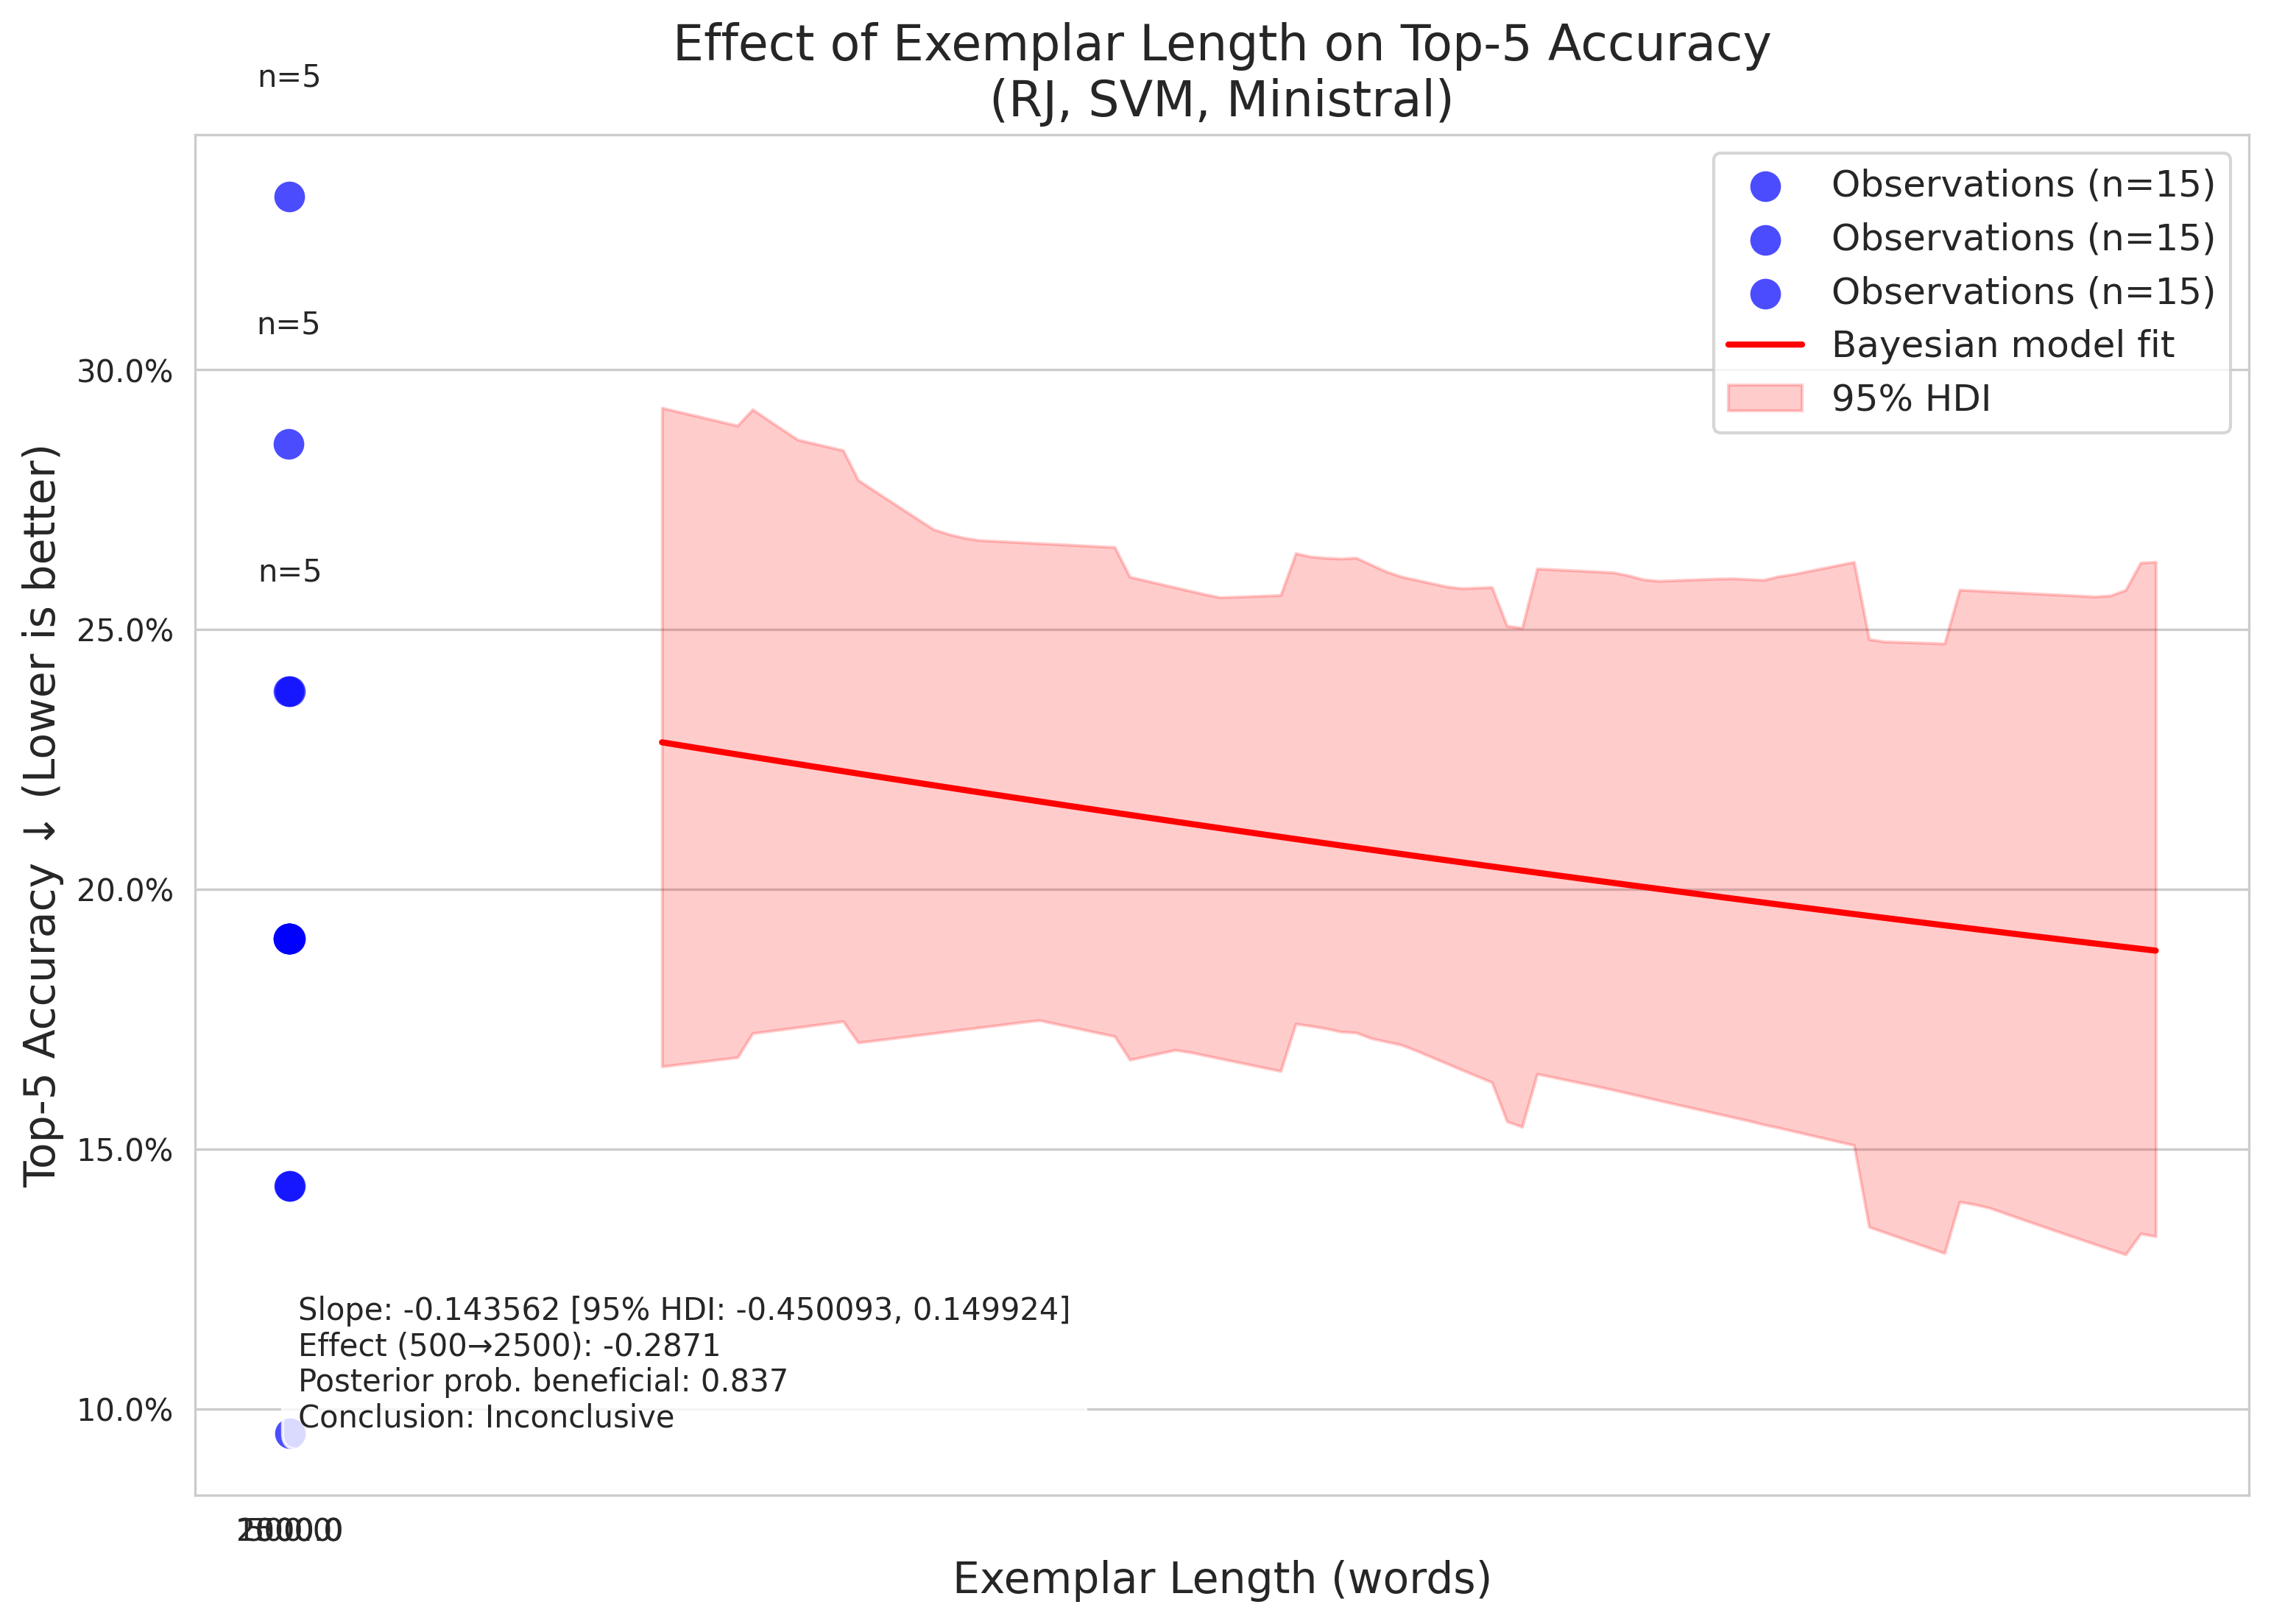 Effect of Exemplar Length on Top-5 Accuracy
(RJ, SVM, Ministral)
n=5
n=5
n=5
Observations (n=15)
Observations (n=15)
Observations (n=15)
Bayesian model fit
95% HDI
Top-5 Accuracy ↓ (Lower is better)
30.0%
25.0%
20.0%
15.0%
10.0%
Slope: -0.143562 [95% HDI: -0.450093, 0.149924]
Effect (500→2500): -0.2871
Posterior prob. beneficial: 0.837
Conclusion: Inconclusive
Exemplar Length (words)